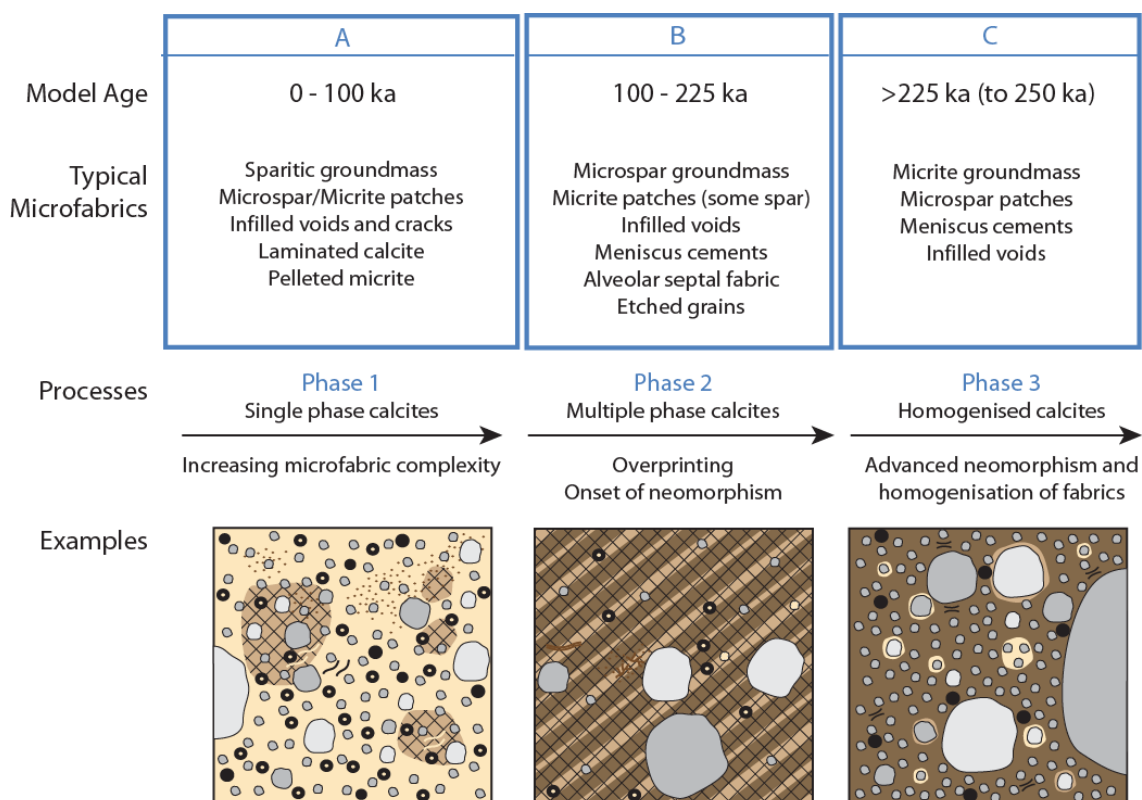 A
B
C
Model Age
0 - 100 ka
100 - 225 ka
>225 ka (to 250 ka)
Typical
Microfabrics
Sparitic groundmass
Microspar/Micrite patches
Infilled voids and cracks
Laminated calcite
Pelleted micrite
Microspar groundmass
Micrite patches (some spar)
Infilled voids
Meniscus cements
Alveolar septal fabric
Etched grains
Micrite groundmass
Microspar patches
Meniscus cements
Infilled voids
Processes
Phase 1
Single phase calcites
Increasing microfabric complexity
Phase 2
Multiple phase calcites
Overprinting
Onset of neomorphism
Phase 3
Homogenised calcites
Advanced neomorphism and
homogenisation of fabrics
Examples